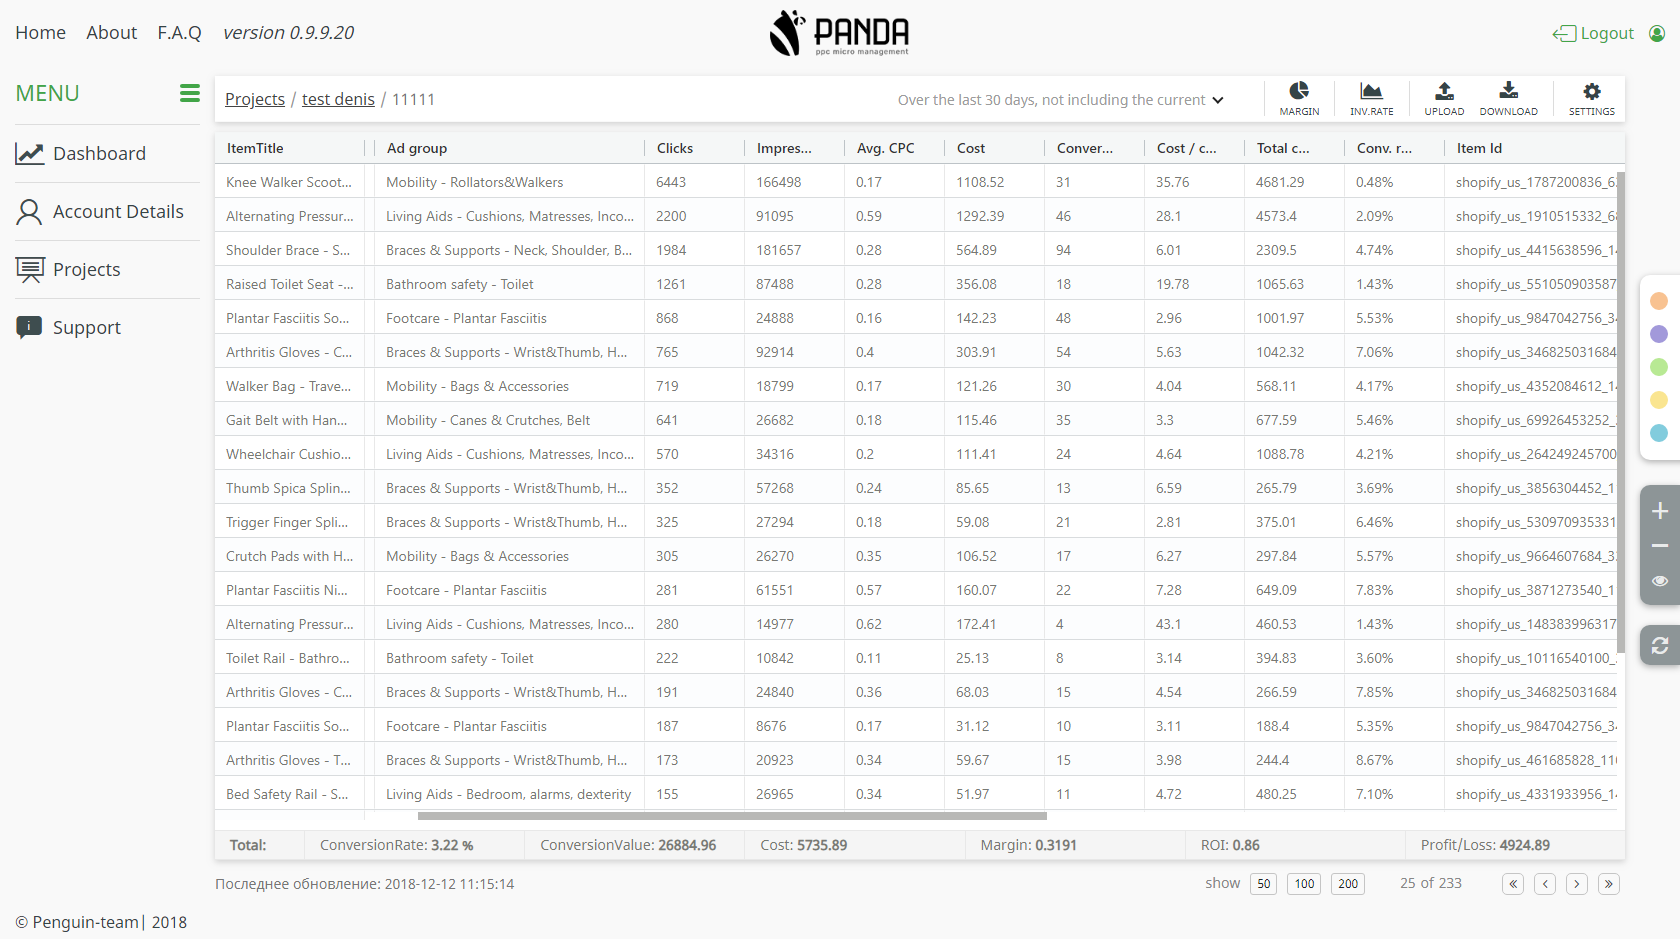 Home About F.A.Q version 0.9.9.20
PANDA
ppc micro management
Logout
MENU
Dashboard
Account Details
Projects
Support
Projects / test denis / 11111
Over the last 30 days, not including the current
MARGIN INV.RATE UPLOAD DOWNLOAD SETTINGS
ItemTitle Ad group Clicks Impres... Avg. CPC Cost Conver... Cost / c... Total c... Conv. r... Item Id
Knee Walker Scoot... Mobility - Rollators&Walkers 6443 166498 0.17 1108.52 31 35.76 4681.29 0.48% shopify_us_1787200836_6
Alternating Pressur... Living Aids - Cushions, Matresses, Inco... 2200 91095 0.59 1292.39 46 28.1 4573.4 2.09% shopify_us_1910515332_6
Shoulder Brace - S... Braces & Supports - Neck, Shoulder, B... 1984 181657 0.28 564.89 94 6.01 2309.5 4.74% shopify_us_4415638596_14
Raised Toilet Seat -... Bathroom safety - Toilet 1261 87488 0.28 356.08 18 19.78 1065.63 1.43% shopify_us_551050903587
Plantar Fasciitis So... Footcare - Plantar Fasciitis 868 24888 0.16 142.23 48 2.96 1001.97 5.53% shopify_us_9847042756_34
Arthritis Gloves - C... Braces & Supports - Wrist&Thumb, H... 765 92914 0.4 303.91 54 5.63 1042.32 7.06% shopify_us_346825031684
Walker Bag - Trave... Mobility - Bags & Accessories 719 18799 0.17 121.26 30 4.04 568.11 4.17% shopify_us_4352084612_14
Gait Belt with Han... Mobility - Canes & Crutches, Belt 641 26682 0.18 115.46 35 3.3 677.59 5.46% shopify_us_69926453252_
Wheelchair Cushio... Living Aids - Cushions, Matresses, Inco... 570 34316 0.2 111.41 24 4.64 1088.78 4.21% shopify_us_264249245700
Thumb Spica Splin... Braces & Supports - Wrist&Thumb, H... 352 57268 0.24 85.65 13 6.59 265.79 3.69% shopify_us_3856304452_1
Trigger Finger Spli... Braces & Supports - Wrist&Thumb, H... 325 27294 0.18 59.08 21 2.81 375.01 6.46% shopify_us_530970935331
Crutch Pads with H... Mobility - Bags & Accessories 305 26270 0.35 106.52 17 6.27 297.84 5.57% shopify_us_9664607684_3
Plantar Fasciitis Ni... Footcare - Plantar Fasciitis 281 61551 0.57 160.07 22 7.28 649.09 7.83% shopify_us_3871273540_1
Alternating Pressur... Living Aids - Cushions, Matresses, Inco... 280 14977 0.62 172.41 4 43.1 460.53 1.43% shopify_us_148383996317
Toilet Rail - Bathro... Bathroom safety - Toilet 222 10842 0.11 25.13 8 3.14 394.83 3.60% shopify_us_10116540100_
Arthritis Gloves - C... Braces & Supports - Wrist&Thumb, H... 191 24840 0.36 68.03 15 4.54 266.59 7.85% shopify_us_346825031684
Plantar Fasciitis So... Footcare - Plantar Fasciitis 187 8676 0.17 31.12 10 3.11 188.4 5.35% shopify_us_9847042756_34
Arthritis Gloves - T... Braces & Supports - Wrist&Thumb, H... 173 20923 0.34 59.67 15 3.98 244.4 8.67% shopify_us_461685828_110
Bed Safety Rail - S... Living Aids - Bedroom, alarms, dexterity 155 26965 0.34 51.97 11 4.72 480.25 7.10% shopify_us_4331933956_14
Total: ConversionRate: 3.22 % ConversionValue: 26884.96 Cost: 5735.89 Margin: 0.3191 ROI: 0.86 Profit/Loss: 4924.89
Последнее обновление: 2018-12-12 11:15:14
show 50 100 200 25 of 233 « ‹ › »
© Penguin-team| 2018